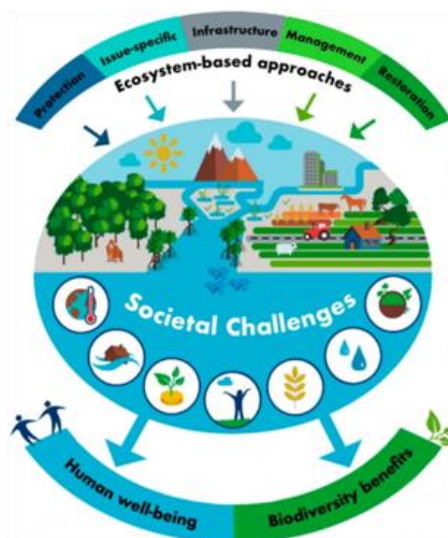 Protection
Issue-specific
Infrastructure
Management
Restoration
Ecosystem-based approaches
Societal Challenges
Human well-being
Biodiversity benefits